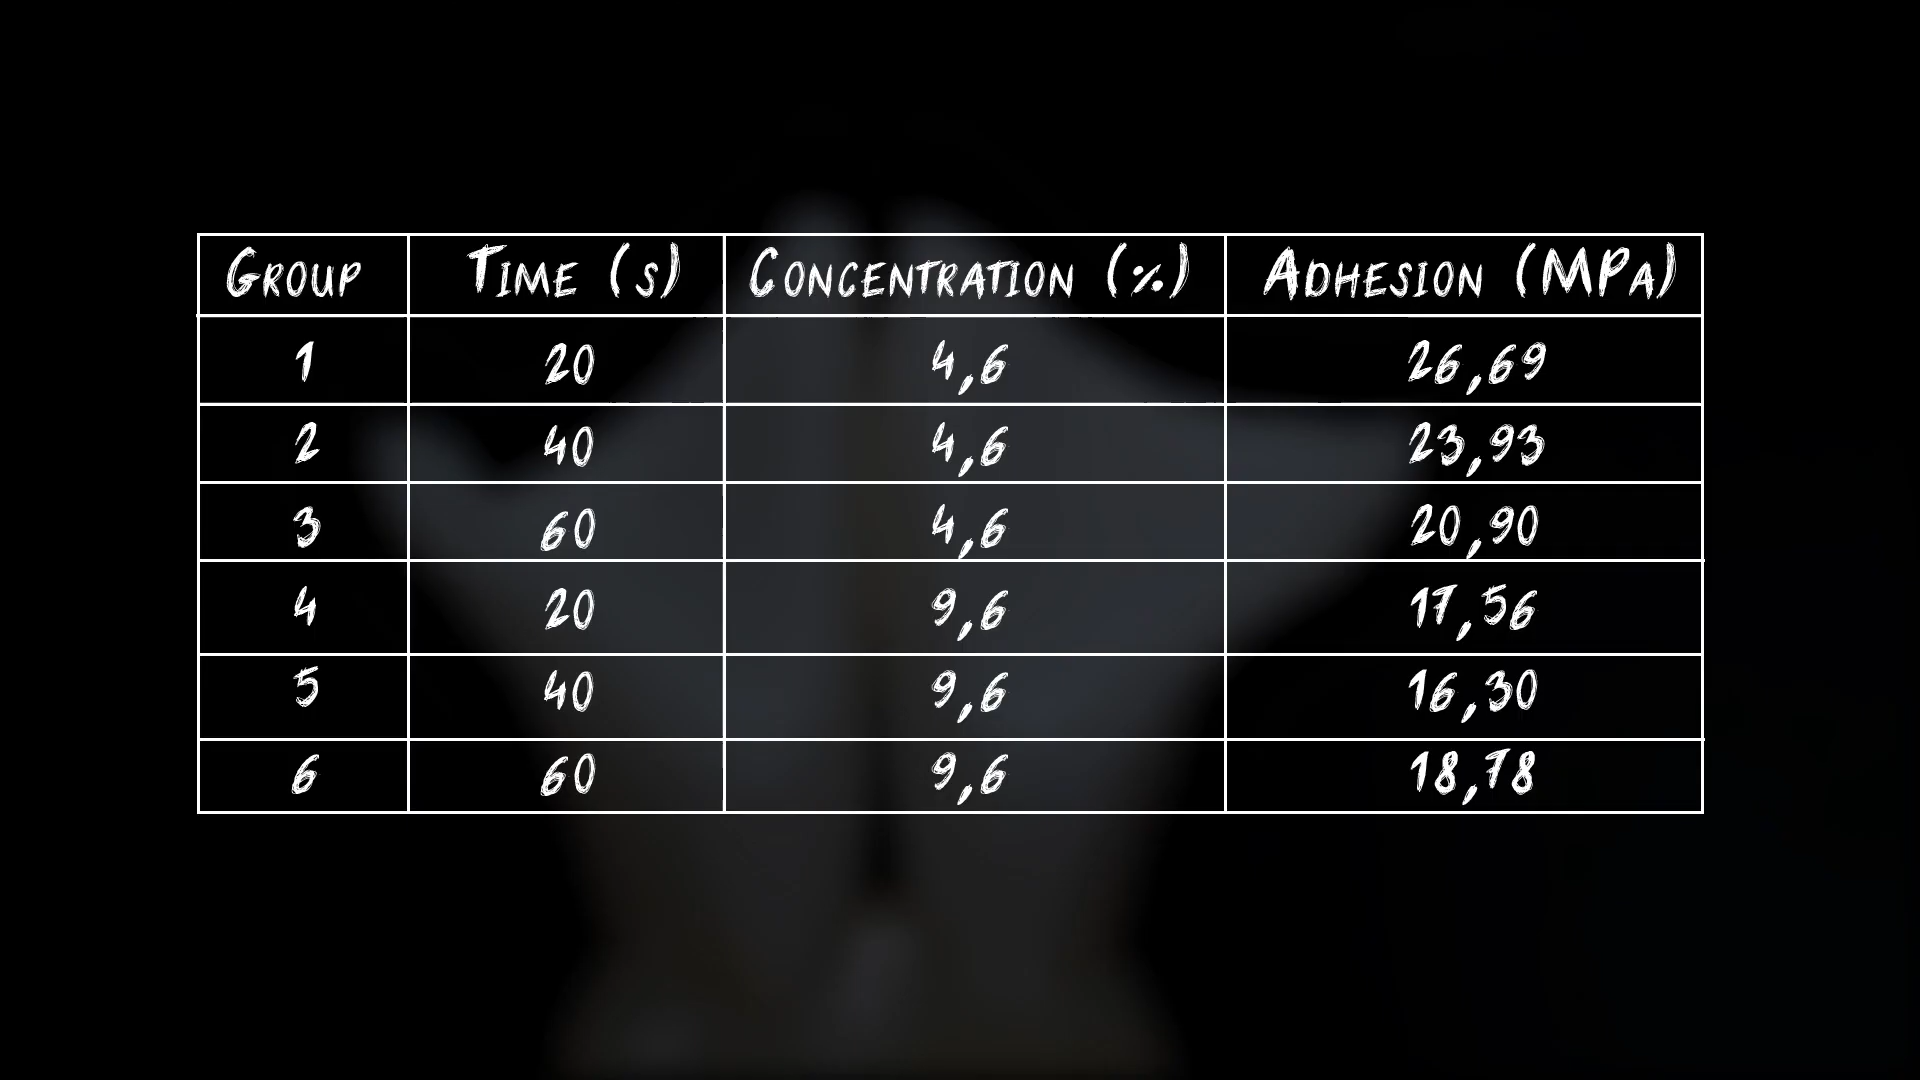 Group Time (s) Concentration (%) Adhesion (MPa)
1 20 4,6 26,69
2 40 4,6 23,93
3 60 4,6 20,90
4 20 9,6 17,56
5 40 9,6 16,30
6 60 9,6 18,78